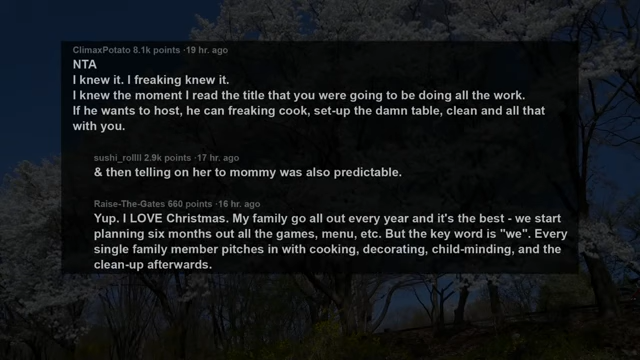 ClimaxPotato 8.1k points ·19 hr. ago
NTA
I knew it. I freaking knew it.
I knew the moment I read the title that you were going to be doing all the work.
If he wants to host, he can freaking cook, set-up the damn table, clean and all that
with you.
sushi_rollll 2.9k points ·17 hr. ago
& then telling on her to mommy was also predictable.
Raise-The-Gates 660 points ·16 hr. ago
Yup. I LOVE Christmas. My family go all out every year and it's the best - we start
planning six months out all the games, menu, etc. But the key word is "we". Every
single family member pitches in with cooking, decorating, child-minding, and the
clean-up afterwards.